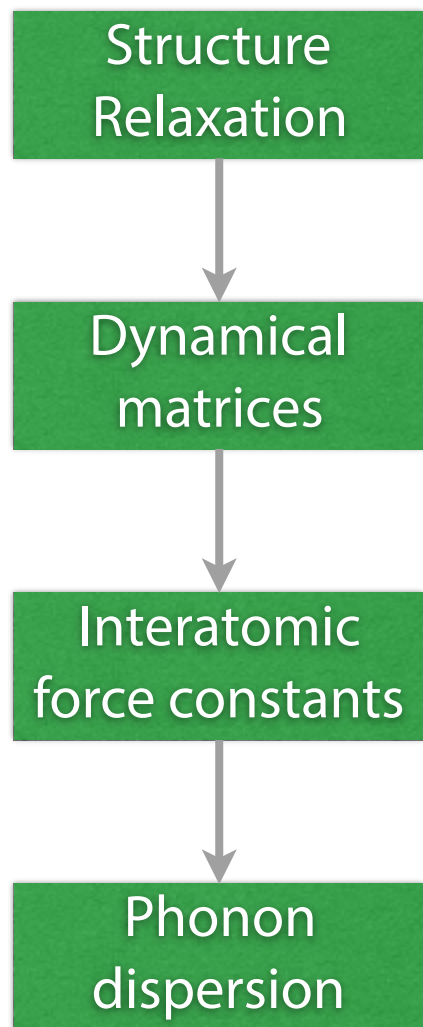 Structure
Relaxation
Dynamical
matrices
Interatomic
force constants
Phonon
dispersion